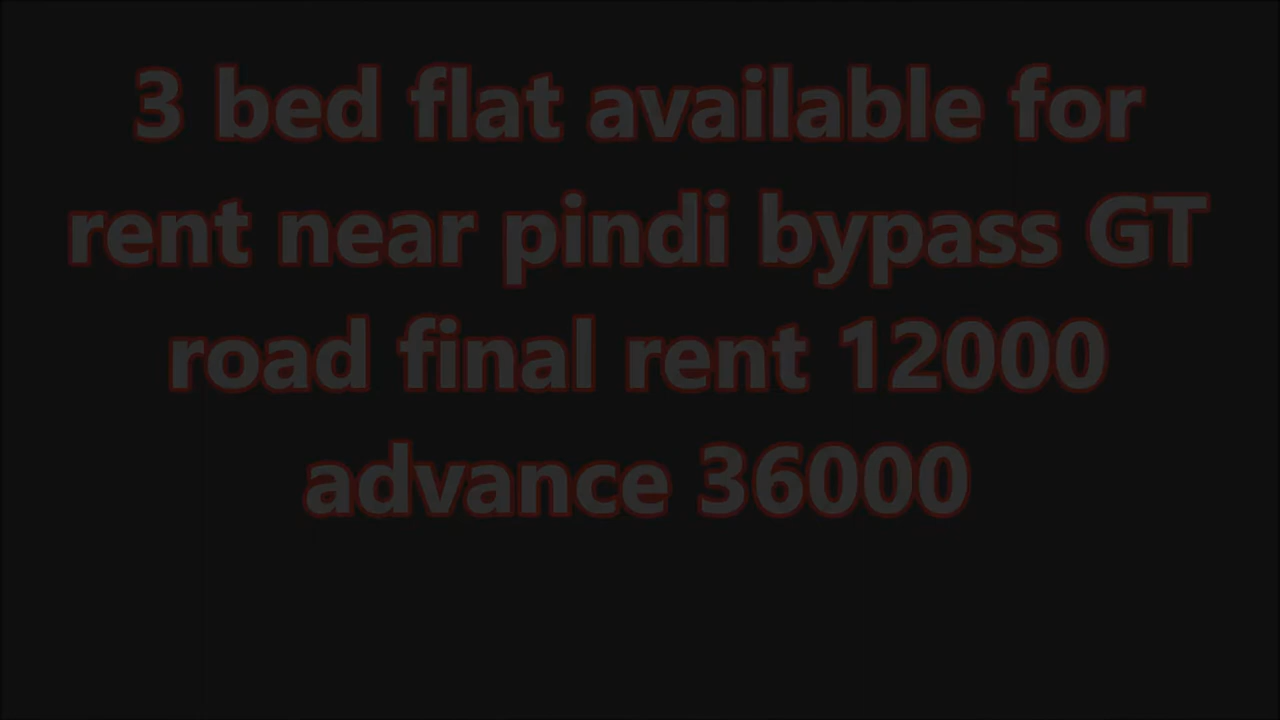 3 bed flat available for
rent near pindi bypass GT
road final rent 12000
advance 36000